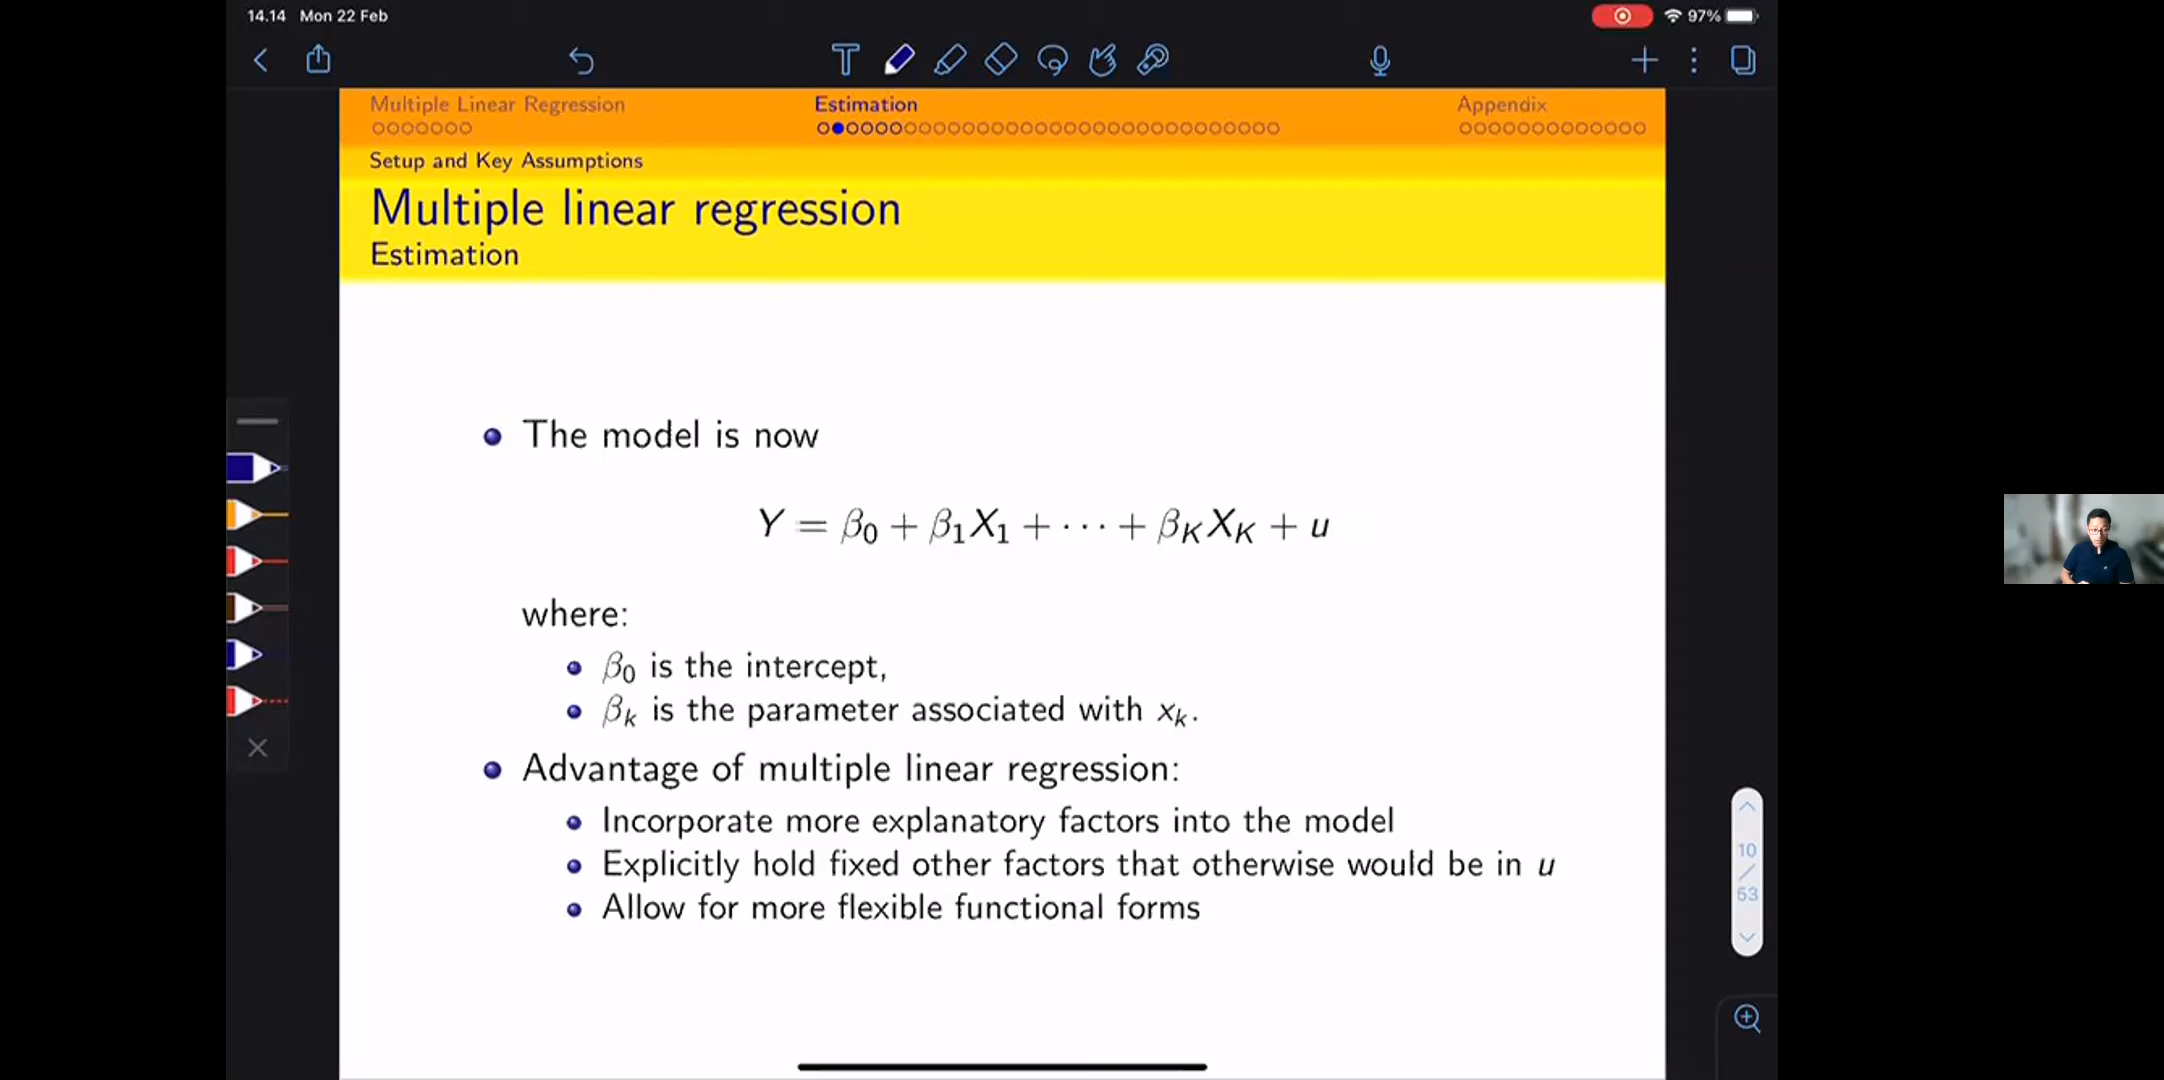 14.14 Mon 22 Feb
97%
Multiple Linear Regression
Estimation
Appendix
Setup and Key Assumptions
Multiple linear regression
Estimation
The model is now
Y = β₀ + β₁X₁ + ··· + β_K X_K + u
where:
β₀ is the intercept,
βₖ is the parameter associated with xₖ.
Advantage of multiple linear regression:
Incorporate more explanatory factors into the model
Explicitly hold fixed other factors that otherwise would be in u
Allow for more flexible functional forms
10
/
53